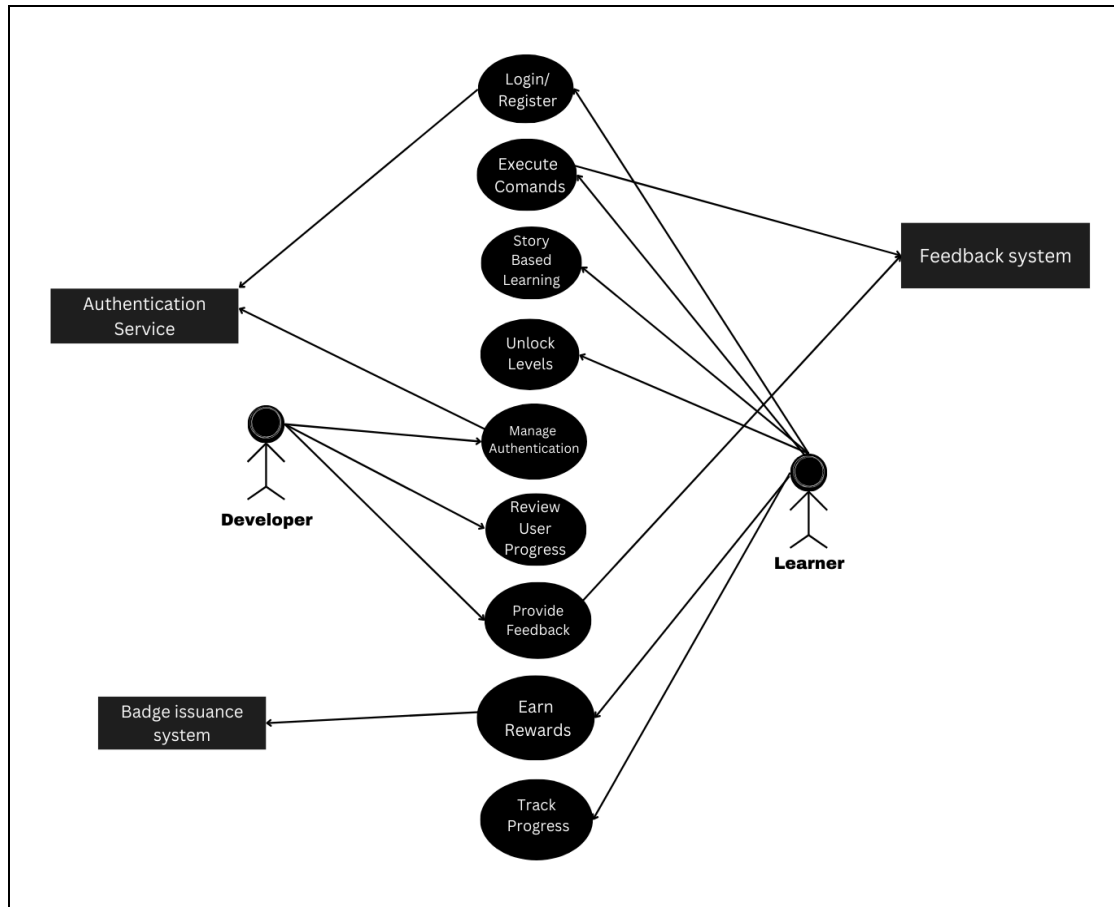 Login/
Register
Execute
Comands
Story
Based
Learning
Feedback system
Authentication
Service
Unlock
Levels
Manage
Authentication
Developer
Review
User
Progress
Learner
Provide
Feedback
Badge issuance
system
Earn
Rewards
Track
Progress